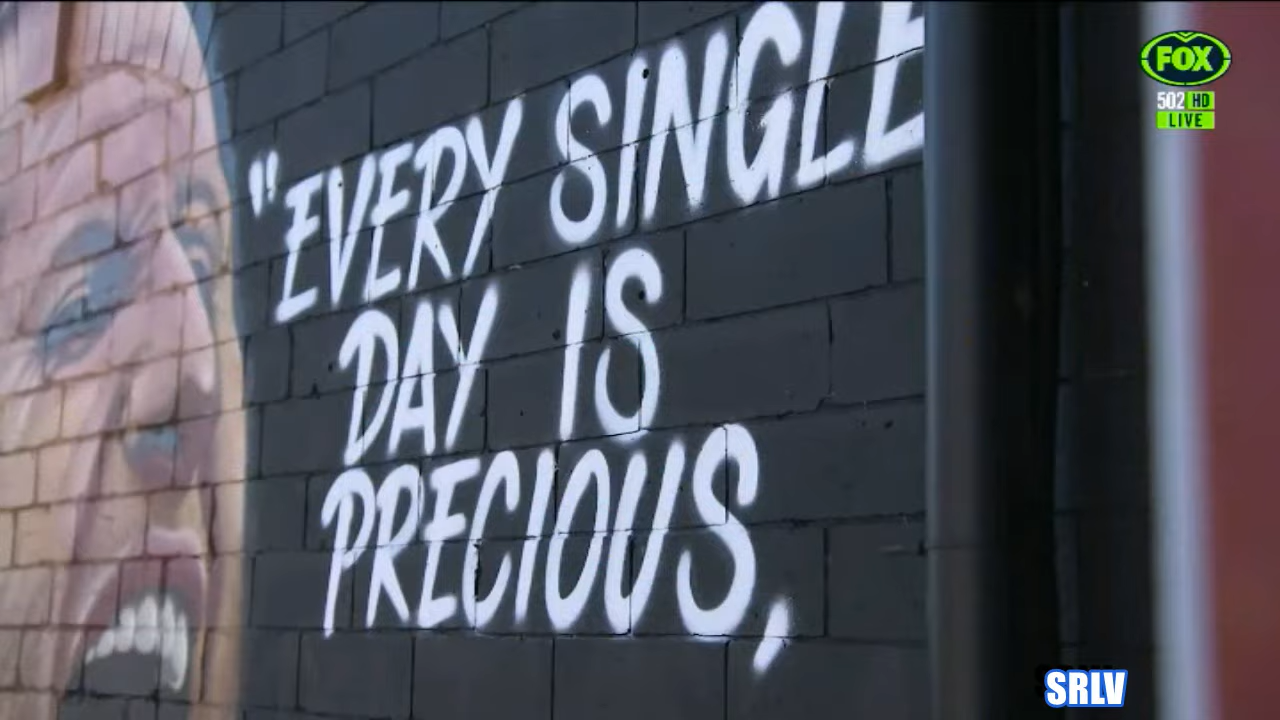 "EVERY SINGLE
DAY IS
PRECIOUS,
FOX
502 HD
LIVE
SRLV